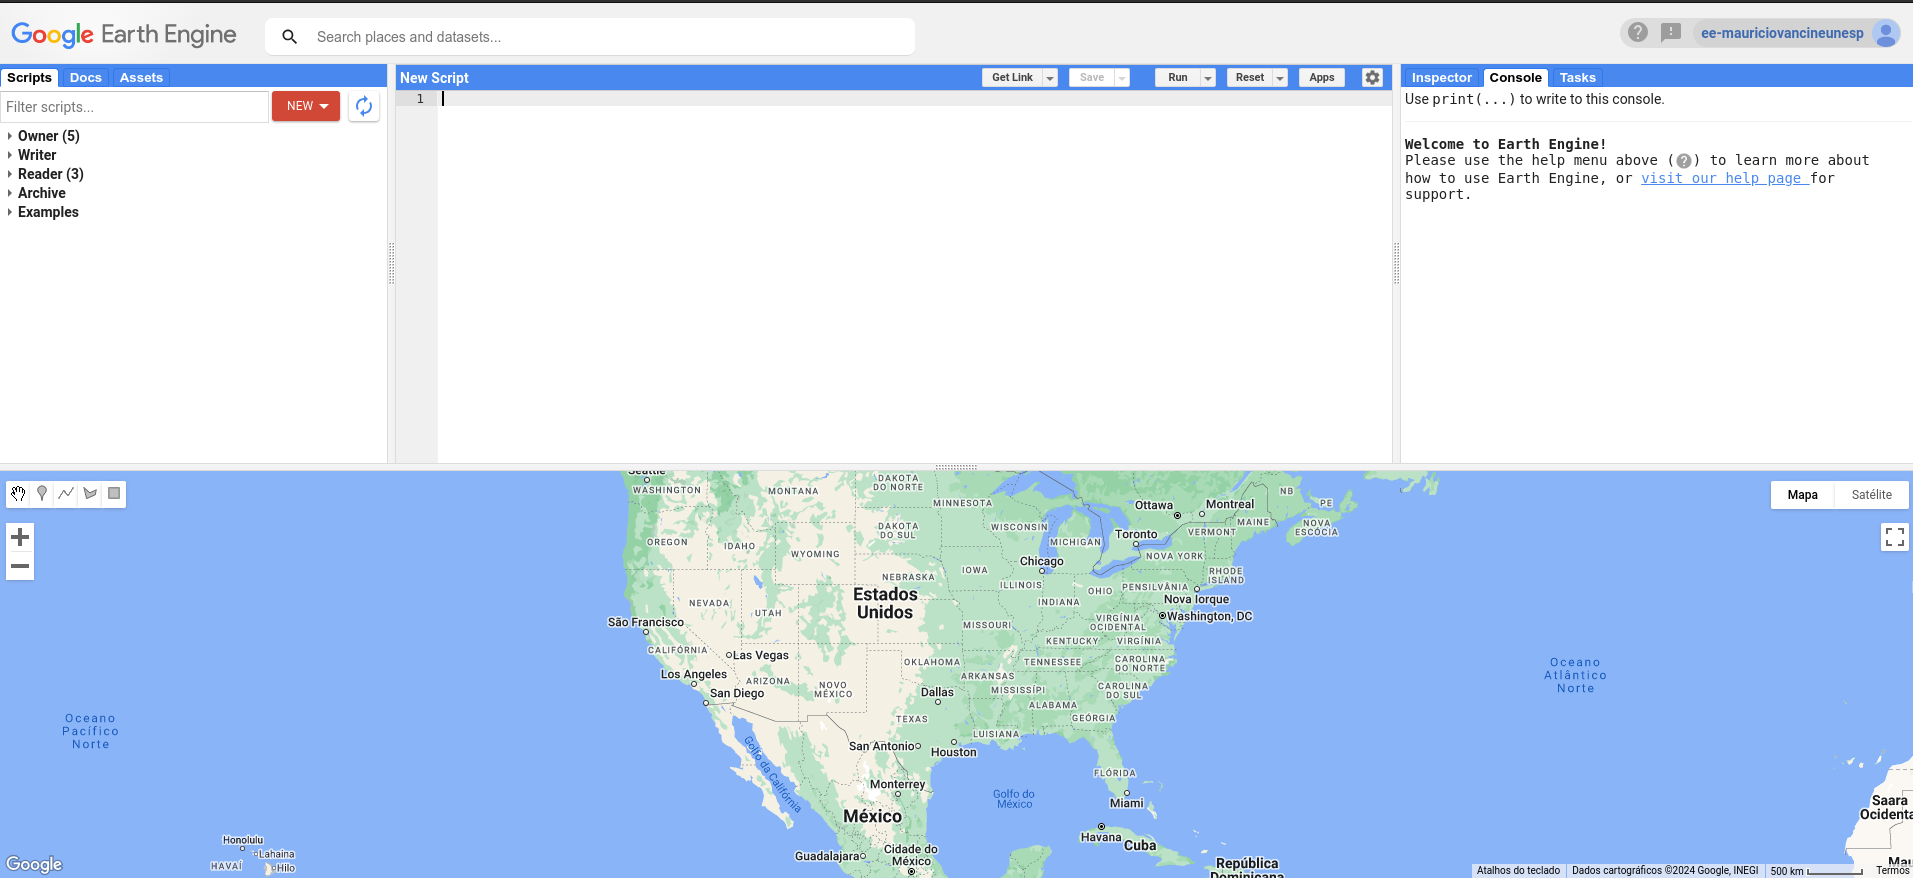 Google Earth Engine
Search places and datasets...
ee-mauriciovancineunesp
Scripts Docs Assets
New Script
Get Link Save Run Reset Apps
Inspector Console Tasks
Filter scripts...
NEW
1
Use print(...) to write to this console.
Owner (5)
Writer
Reader (3)
Archive
Examples
Welcome to Earth Engine!
Please use the help menu above (?) to learn more about
how to use Earth Engine, or visit our help page for
support.
Mapa Satélite
Seattle
WASHINGTON
MONTANA
DAKOTA
DO NORTE
MINNESOTA
Ottawa
Montreal
NB
PE
MAINE
NOVA
ESCÓCIA
OREGON
IDAHO
WYOMING
DAKOTA
DO SUL
WISCONSIN
MICHIGAN
Toronto
VERMONT
NOVA YORK
Chicago
NEBRASKA
IOWA
ILLINOIS
OHIO
PENSILVÂNIA
RHODE
ISLAND
Nova Iorque
Estados
Unidos
NEVADA
UTAH
INDIANA
VIRGÍNIA
OCIDENTAL
Washington, DC
São Francisco
MISSOURI
KENTUCKY
VIRGÍNIA
CALIFÓRNIA
Las Vegas
OKLAHOMA
TENNESSEE
CAROLINA
DO NORTE
Los Angeles
ARIZONA
NOVO
MÉXICO
ARKANSAS
MISSISSÍPI
CAROLINA
DO SUL
San Diego
Dallas
ALABAMA
GEÓRGIA
TEXAS
LUISIANA
Oceano
Atlântico
Norte
Oceano
Pacífico
Norte
San Antonio
Houston
Golfo da Califórnia
FLÓRIDA
Monterrey
Golfo do
México
Miami
México
Havana
Cuba
Saara
Ocidenta
Honolulu
Lahaina
HAVAÍ
Hilo
Guadalajara
Cidade do
México
República
Dominicana
Mau
Google
Atalhos do teclado
Dados cartográficos ©2024 Google, INEGI
500 km
Termos